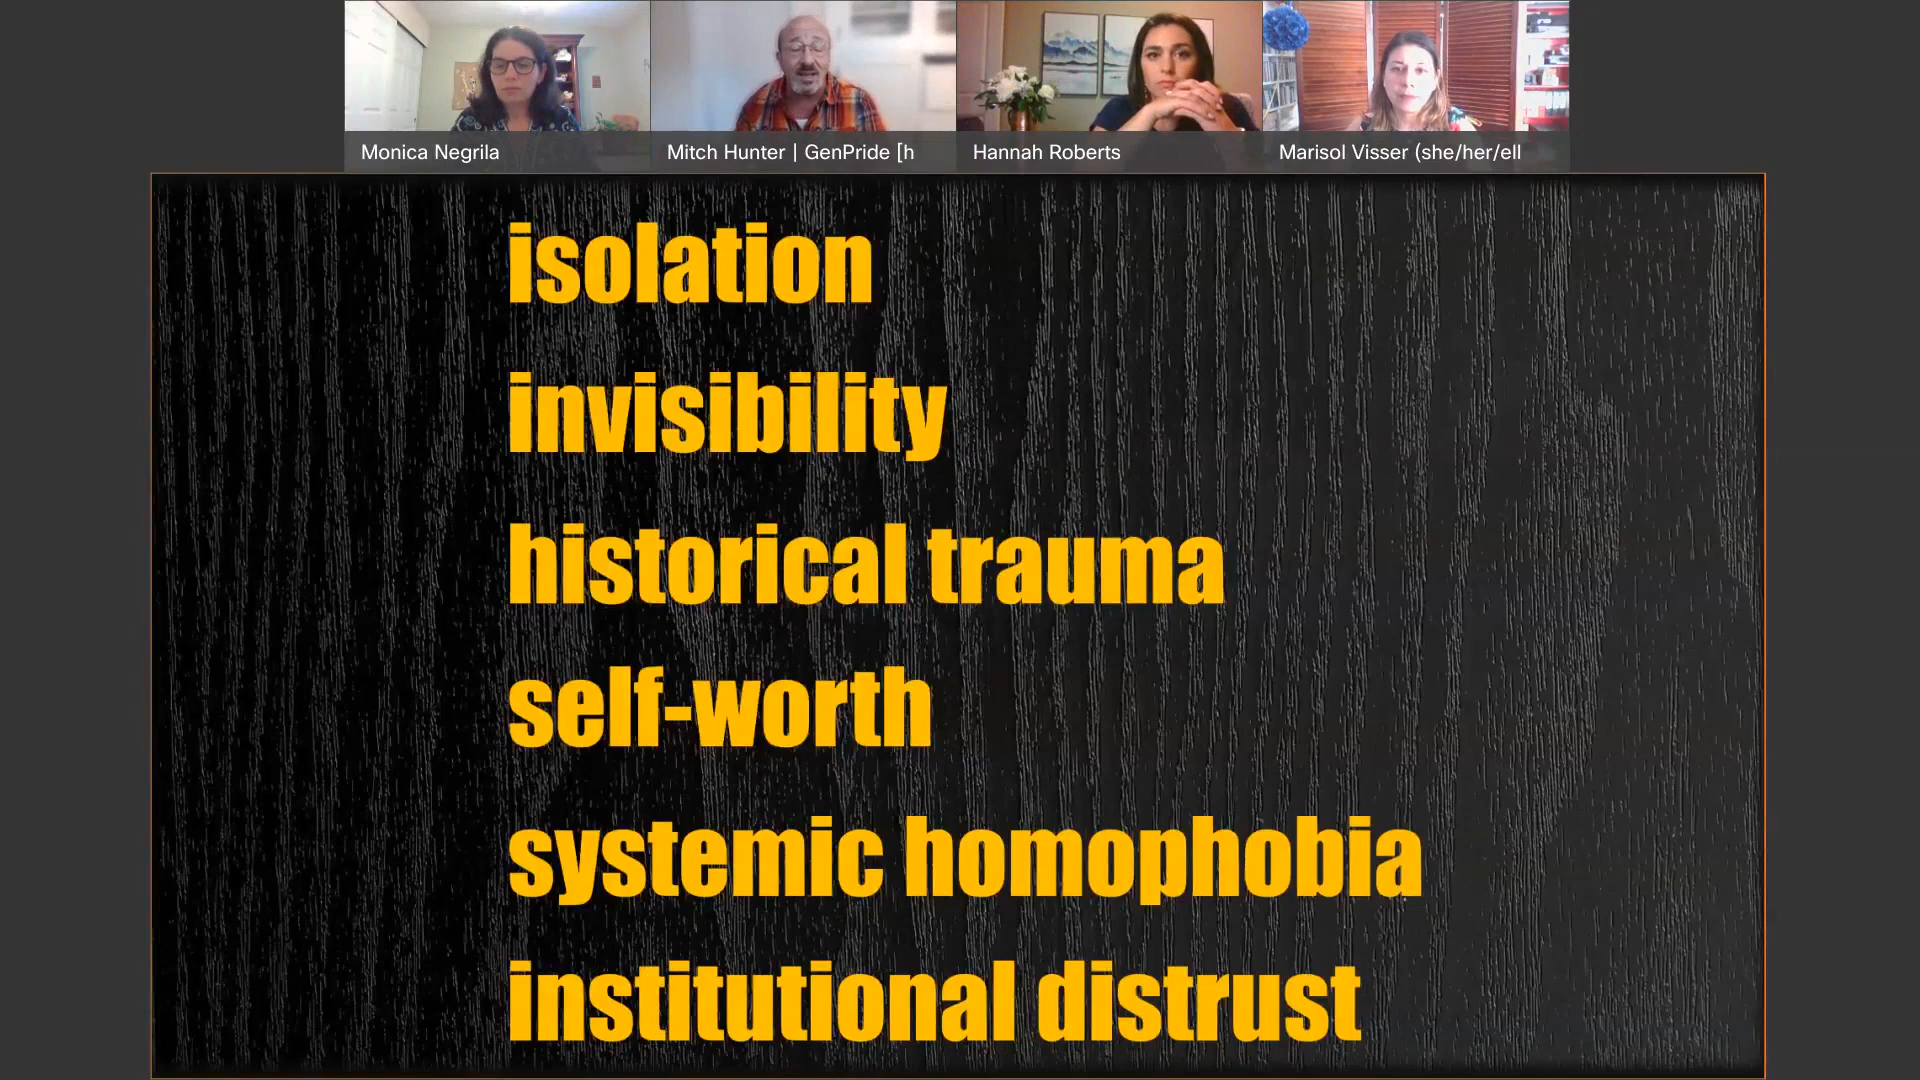 Monica Negrila
Mitch Hunter | GenPride [h
Hannah Roberts
Marisol Visser (she/her/ell
isolation
invisibility
historical trauma
self-worth
systemic homophobia
institutional distrust